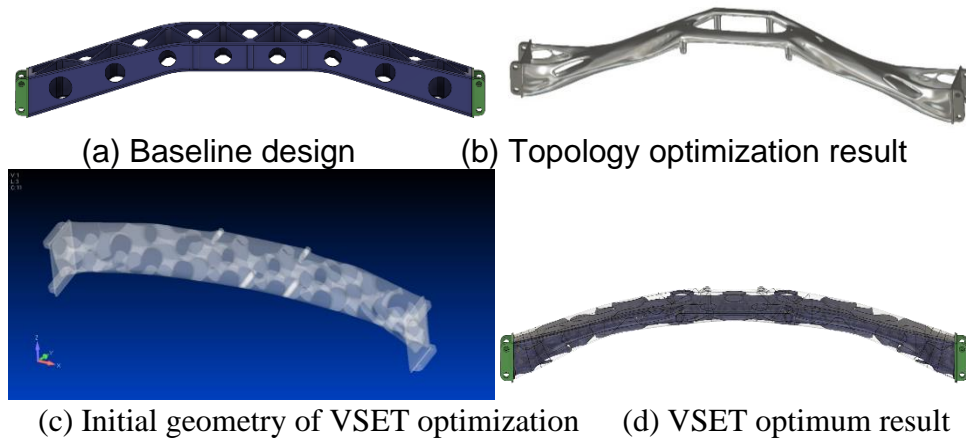 (a) Baseline design
(b) Topology optimization result
Z
Y
X
(c) Initial geometry of VSET optimization
(d) VSET optimum result